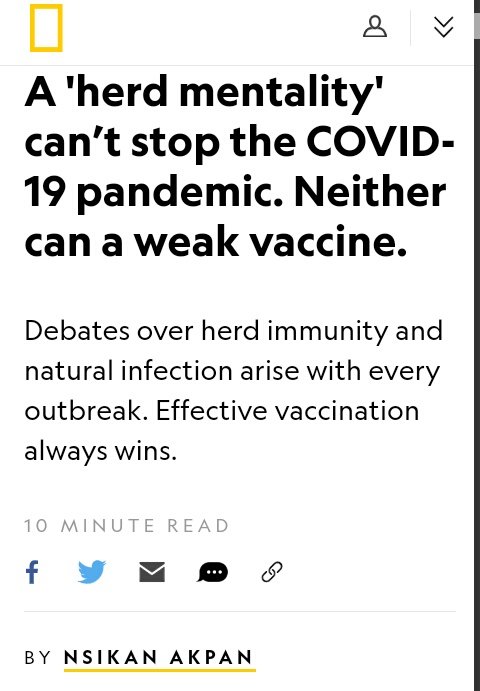 A 'herd mentality'
can’t stop the COVID-
19 pandemic. Neither
can a weak vaccine.
Debates over herd immunity and
natural infection arise with every
outbreak. Effective vaccination
always wins.
10 MINUTE READ
BY NSIKAN AKPAN